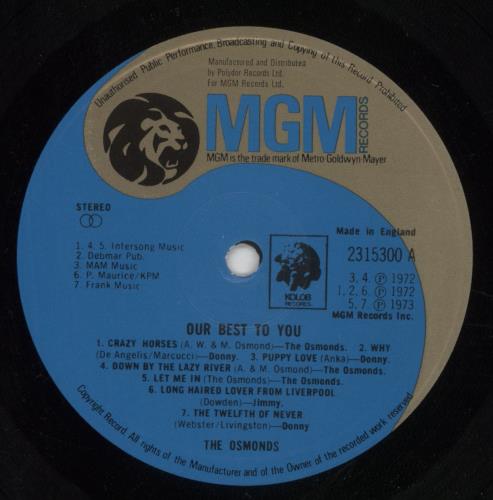 Unauthorised Public Performance, Broadcasting and Copying of this Record Prohibited
Manufactured and Distributed
by Polydor Records Ltd.
For MGM Records Ltd.
MGM
RECORDS
MGM is the trade mark of Metro Goldwyn-Mayer
STEREO
Made in England
1. 4. 5. Intersong Music
2. Debmar Pub.
3. MAM Music
6. P. Maurice/KPM
7. Frank Music
KOLOB
RECORDS
2315300 A
3, 4. ℗ 1972
1, 2, 6. ℗ 1972
5, 7. ℗ 1973
MGM Records Inc.
OUR BEST TO YOU
1. CRAZY HORSES (A. W. & M. Osmond)—The Osmonds. 2. WHY
(De Angelis/Marcucci)—Donny. 3. PUPPY LOVE (Anka)—Donny.
4. DOWN BY THE LAZY RIVER (A. & M. Osmond)—The Osmonds.
5. LET ME IN (The Osmonds)—The Osmonds.
6. LONG HAIRED LOVER FROM LIVERPOOL
(Dowden)—Jimmy.
7. THE TWELFTH OF NEVER
(Webster/Livingston)—Donny
THE OSMONDS
Copyright Record. All rights of the Manufacturer and of the Owner of the recorded work reserved